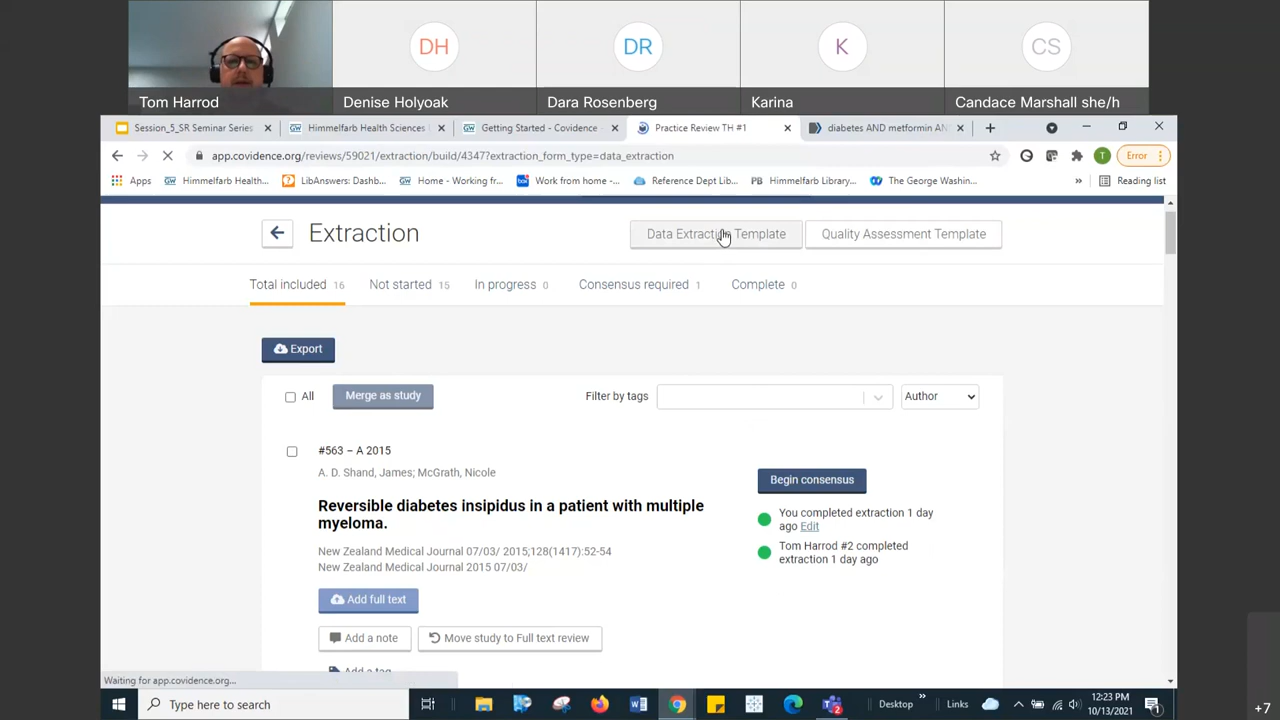 DH
DR
K
CS
Tom Harrod
Denise Holyoak
Dara Rosenberg
Karina
Candace Marshall she/h
Session_5_SR Seminar Series
Himmelfarb Health Sciences L
Getting Started - Covidence -
Practice Review TH #1
diabetes AND metformin AN
app.covidence.org/reviews/59021/extraction/build/4347?extraction_form_type=data_extraction
T
Error
Apps
Himmelfarb Health...
LibAnswers: Dashb...
Home - Working fr...
Work from home -...
Reference Dept Lib...
PB Himmelfarb Library...
The George Washin...
»
Reading list
Extraction
Data Extraction Template
Quality Assessment Template
Total included 16
Not started 15
In progress 0
Consensus required 1
Complete 0
Export
All
Merge as study
Filter by tags
Author
#563 – A 2015
A. D. Shand, James; McGrath, Nicole
Begin consensus
Reversible diabetes insipidus in a patient with multiple
myeloma.
You completed extraction 1 day
ago Edit
Tom Harrod #2 completed
extraction 1 day ago
New Zealand Medical Journal 07/03/ 2015;128(1417):52-54
New Zealand Medical Journal 2015 07/03/
Add full text
Add a note
Move study to Full text review
Add a tag
Waiting for app.covidence.org...
Type here to search
Desktop
»
Links
12:23 PM
10/13/2021
+7